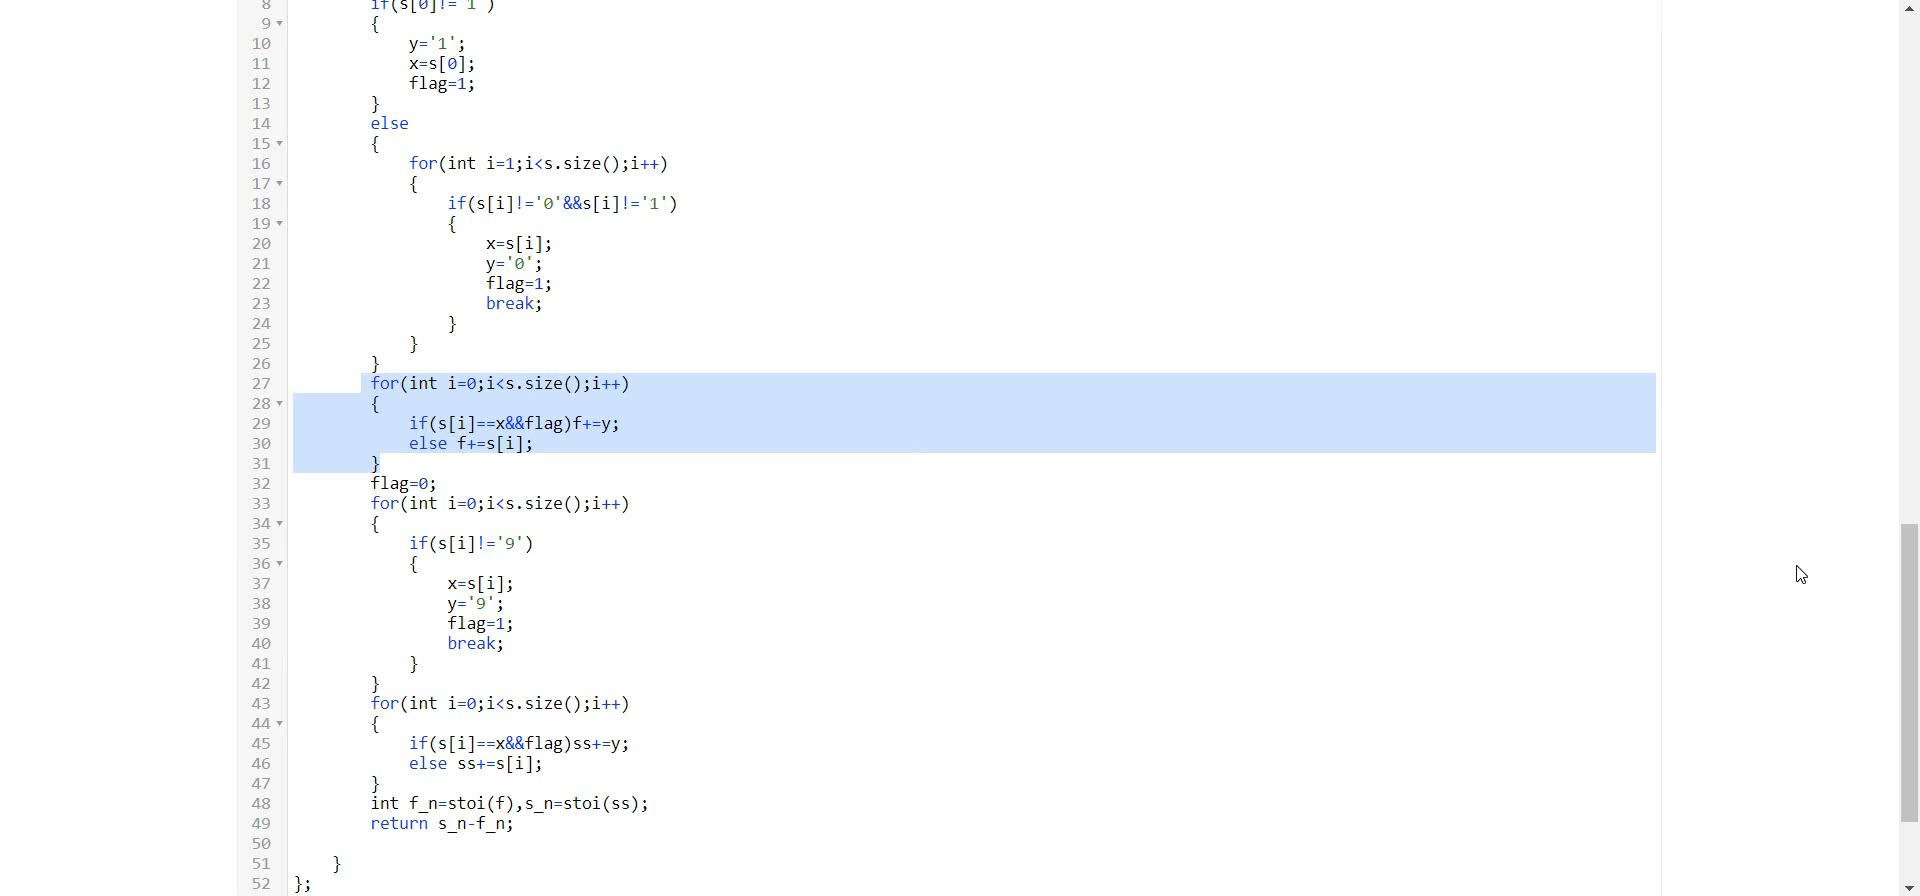 8 if(s[0]!='1')
9 {
10 y='1';
11 x=s[0];
12 flag=1;
13 }
14 else
15 {
16 for(int i=1;i<s.size();i++)
17 {
18 if(s[i]!='0'&&s[i]!='1')
19 {
20 x=s[i];
21 y='0';
22 flag=1;
23 break;
24 }
25 }
26 }
27 for(int i=0;i<s.size();i++)
28 {
29 if(s[i]==x&&flag)f+=y;
30 else f+=s[i];
31 }
32 flag=0;
33 for(int i=0;i<s.size();i++)
34 {
35 if(s[i]!='9')
36 {
37 x=s[i];
38 y='9';
39 flag=1;
40 break;
41 }
42 }
43 for(int i=0;i<s.size();i++)
44 {
45 if(s[i]==x&&flag)ss+=y;
46 else ss+=s[i];
47 }
48 int f_n=stoi(f),s_n=stoi(ss);
49 return s_n-f_n;
50
51 }
52 };